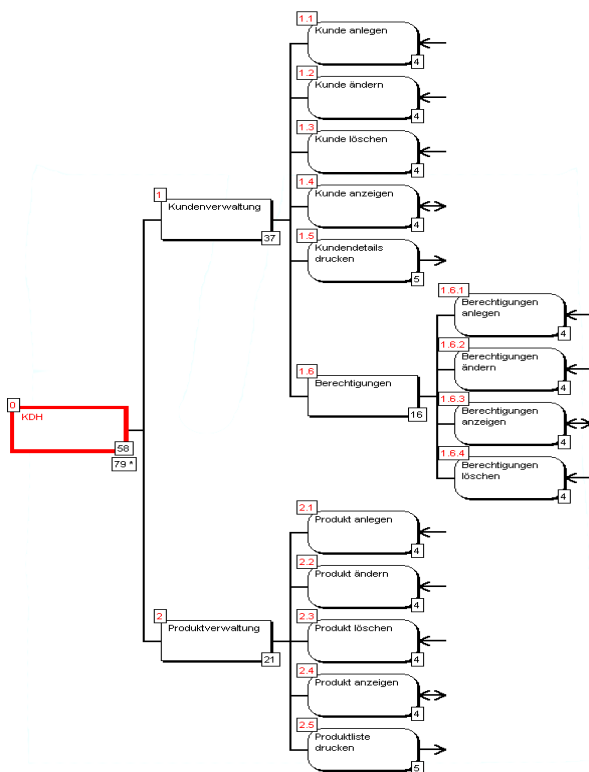 1.1
Kunde anlegen
4
1.2
Kunde ändern
4
1.3
Kunde löschen
4
1.4
Kunde anzeigen
4
1
Kundenverwaltung
37
1.5
Kundendetails
drucken
5
1.6
Berechtigungen
16
1.6.1
Berechtigungen
anlegen
4
1.6.2
Berechtigungen
ändern
4
1.6.3
Berechtigungen
anzeigen
4
1.6.4
Berechtigungen
löschen
4
0
KDH
58
79 *
2.1
Produkt anlegen
4
2.2
Produkt ändern
4
2
Produktverwaltung
21
2.3
Produkt löschen
4
2.4
Produkt anzeigen
4
2.5
Produktliste
drucken
5